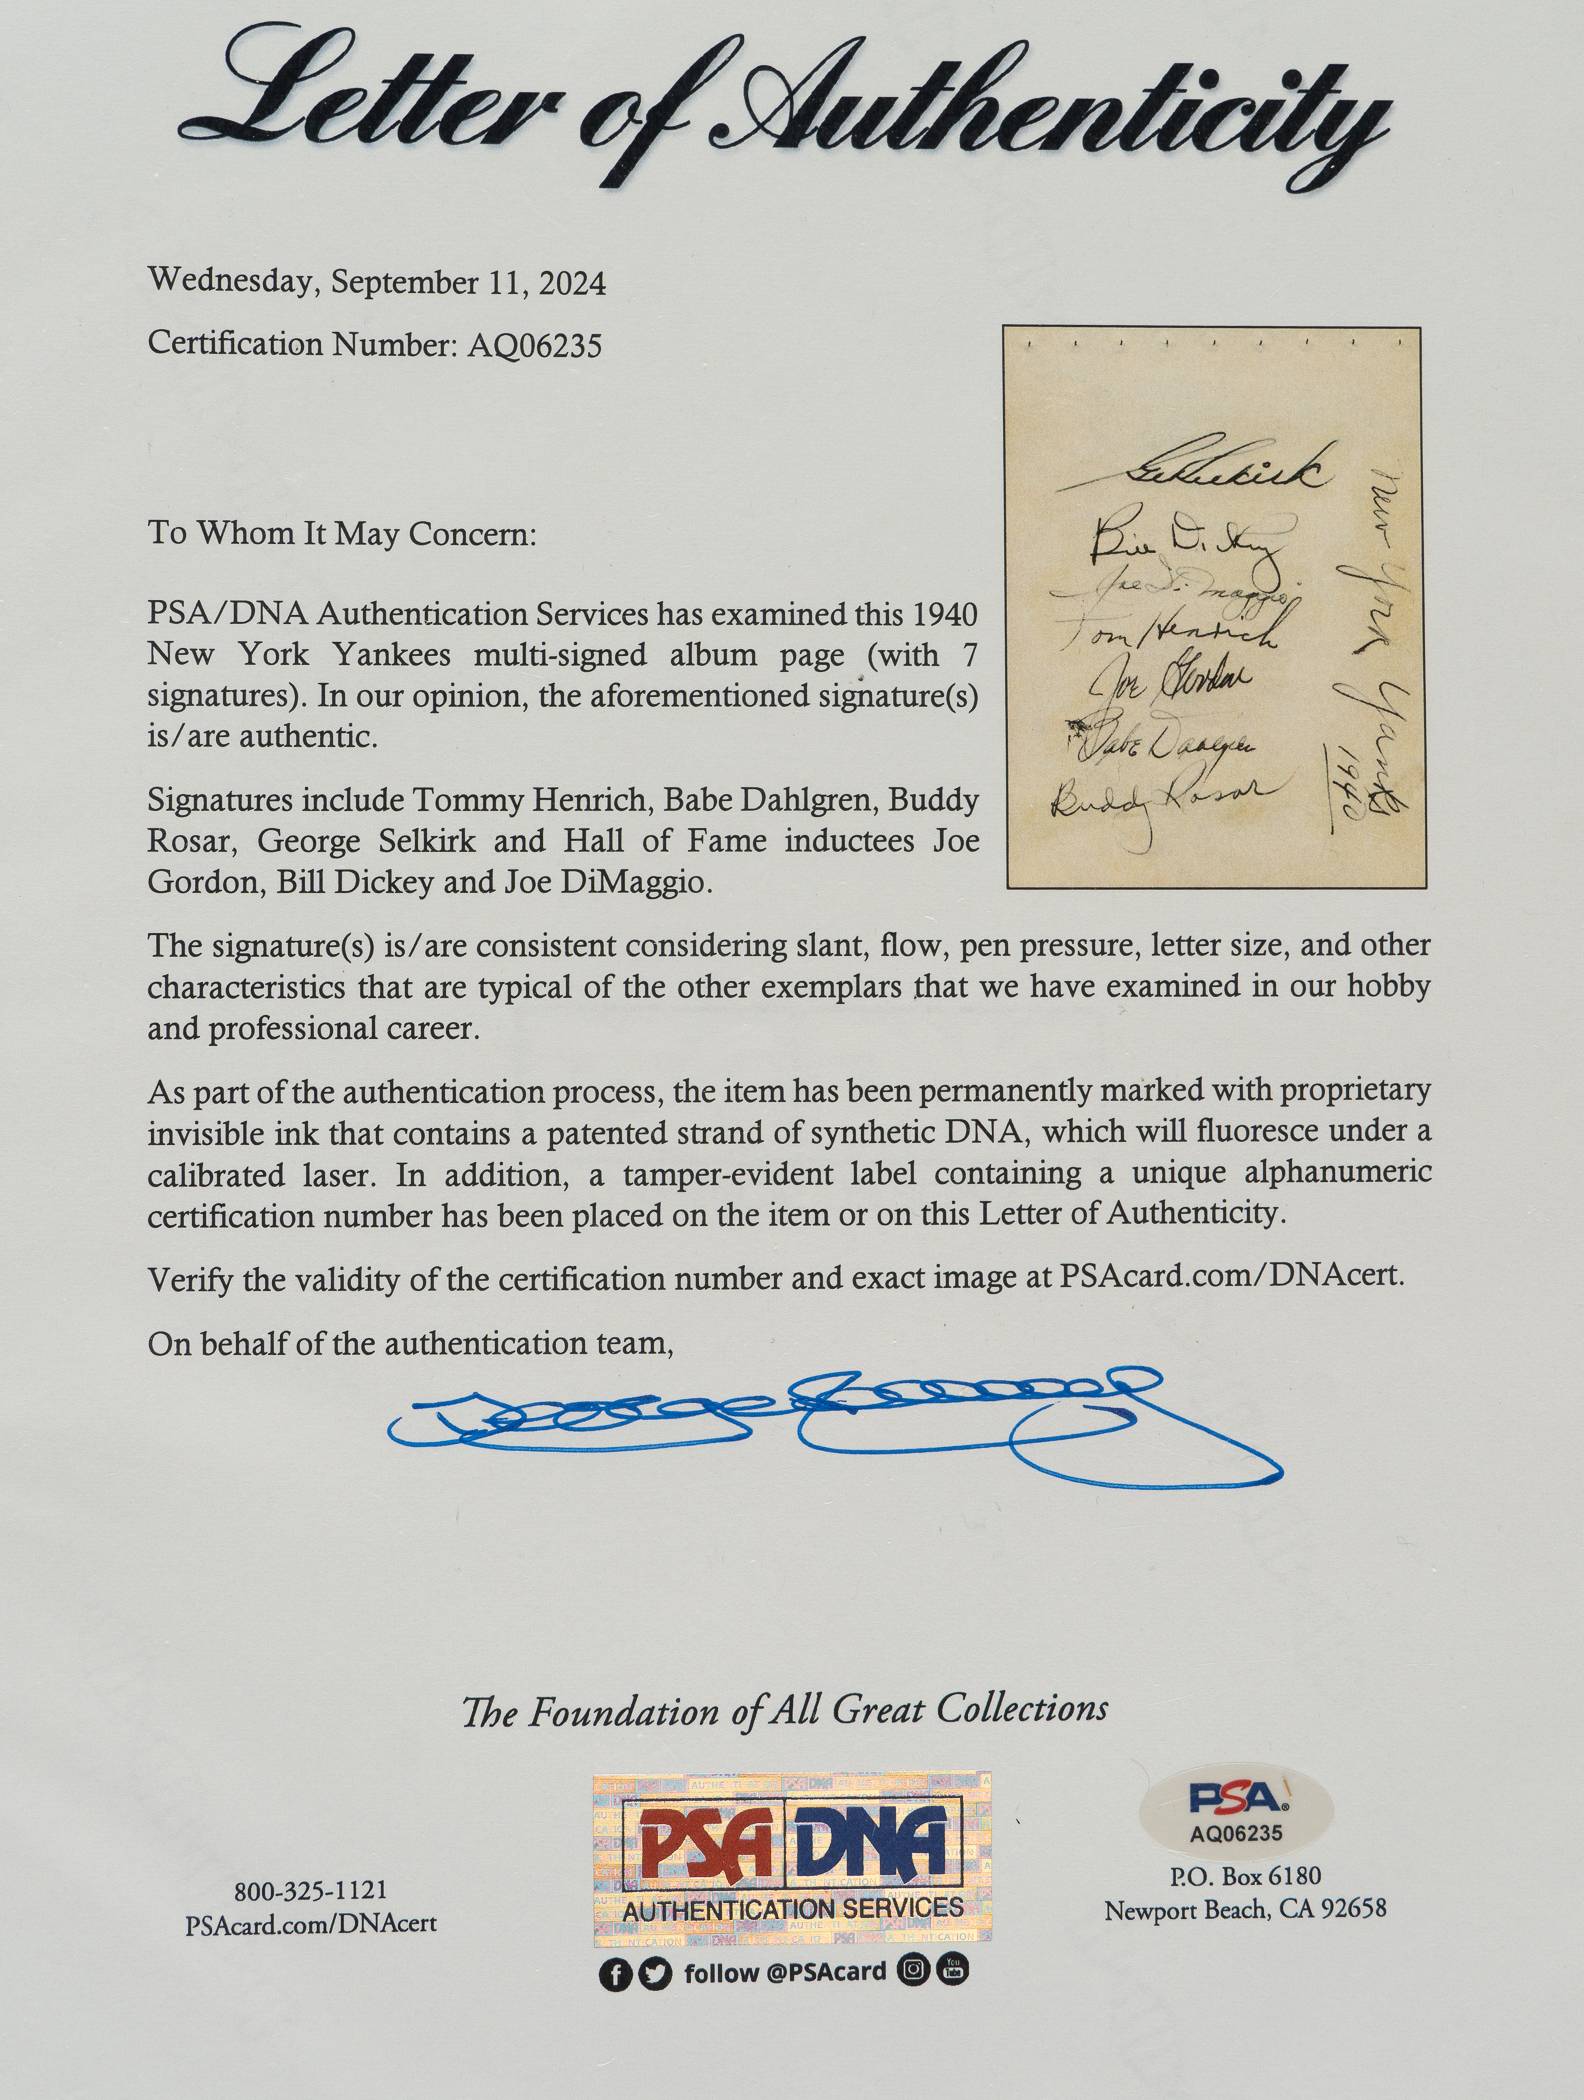 Letter of Authenticity
Wednesday, September 11, 2024
Certification Number: AQ06235
To Whom It May Concern:
PSA/DNA Authentication Services has examined this 1940
New York Yankees multi-signed album page (with 7
signatures). In our opinion, the aforementioned signature(s)
is/are authentic.
Signatures include Tommy Henrich, Babe Dahlgren, Buddy
Rosar, George Selkirk and Hall of Fame inductees Joe
Gordon, Bill Dickey and Joe DiMaggio.
G Selkirk
Bill Dickey
Joe Di Maggio
Tom Henrich
Joe Gordon
Babe Dahlgren
Buddy Rosar
New York Yanks
1940
The signature(s) is/are consistent considering slant, flow, pen pressure, letter size, and other
characteristics that are typical of the other exemplars that we have examined in our hobby
and professional career.
As part of the authentication process, the item has been permanently marked with proprietary
invisible ink that contains a patented strand of synthetic DNA, which will fluoresce under a
calibrated laser. In addition, a tamper-evident label containing a unique alphanumeric
certification number has been placed on the item or on this Letter of Authenticity.
Verify the validity of the certification number and exact image at PSAcard.com/DNAcert.
On behalf of the authentication team,
The Foundation of All Great Collections
800-325-1121
PSAcard.com/DNAcert
PSA DNA
AUTHENTICATION SERVICES
follow @PSAcard
You
Tube
PSA
AQ06235
P.O. Box 6180
Newport Beach, CA 92658